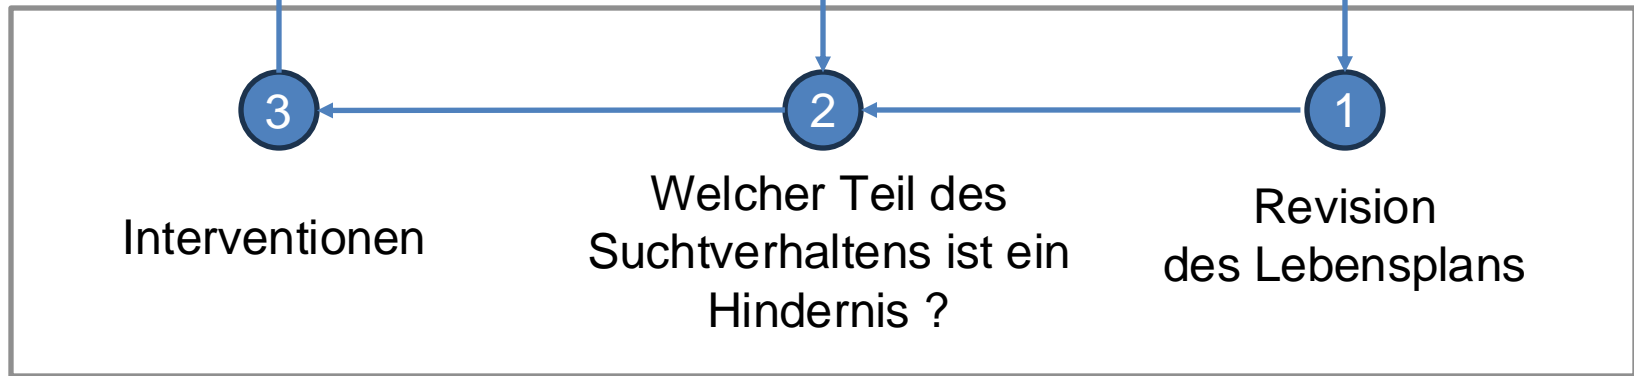 3
2
1
Interventionen
Welcher Teil des
Suchtverhaltens ist ein
Hindernis ?
Revision
des Lebensplans